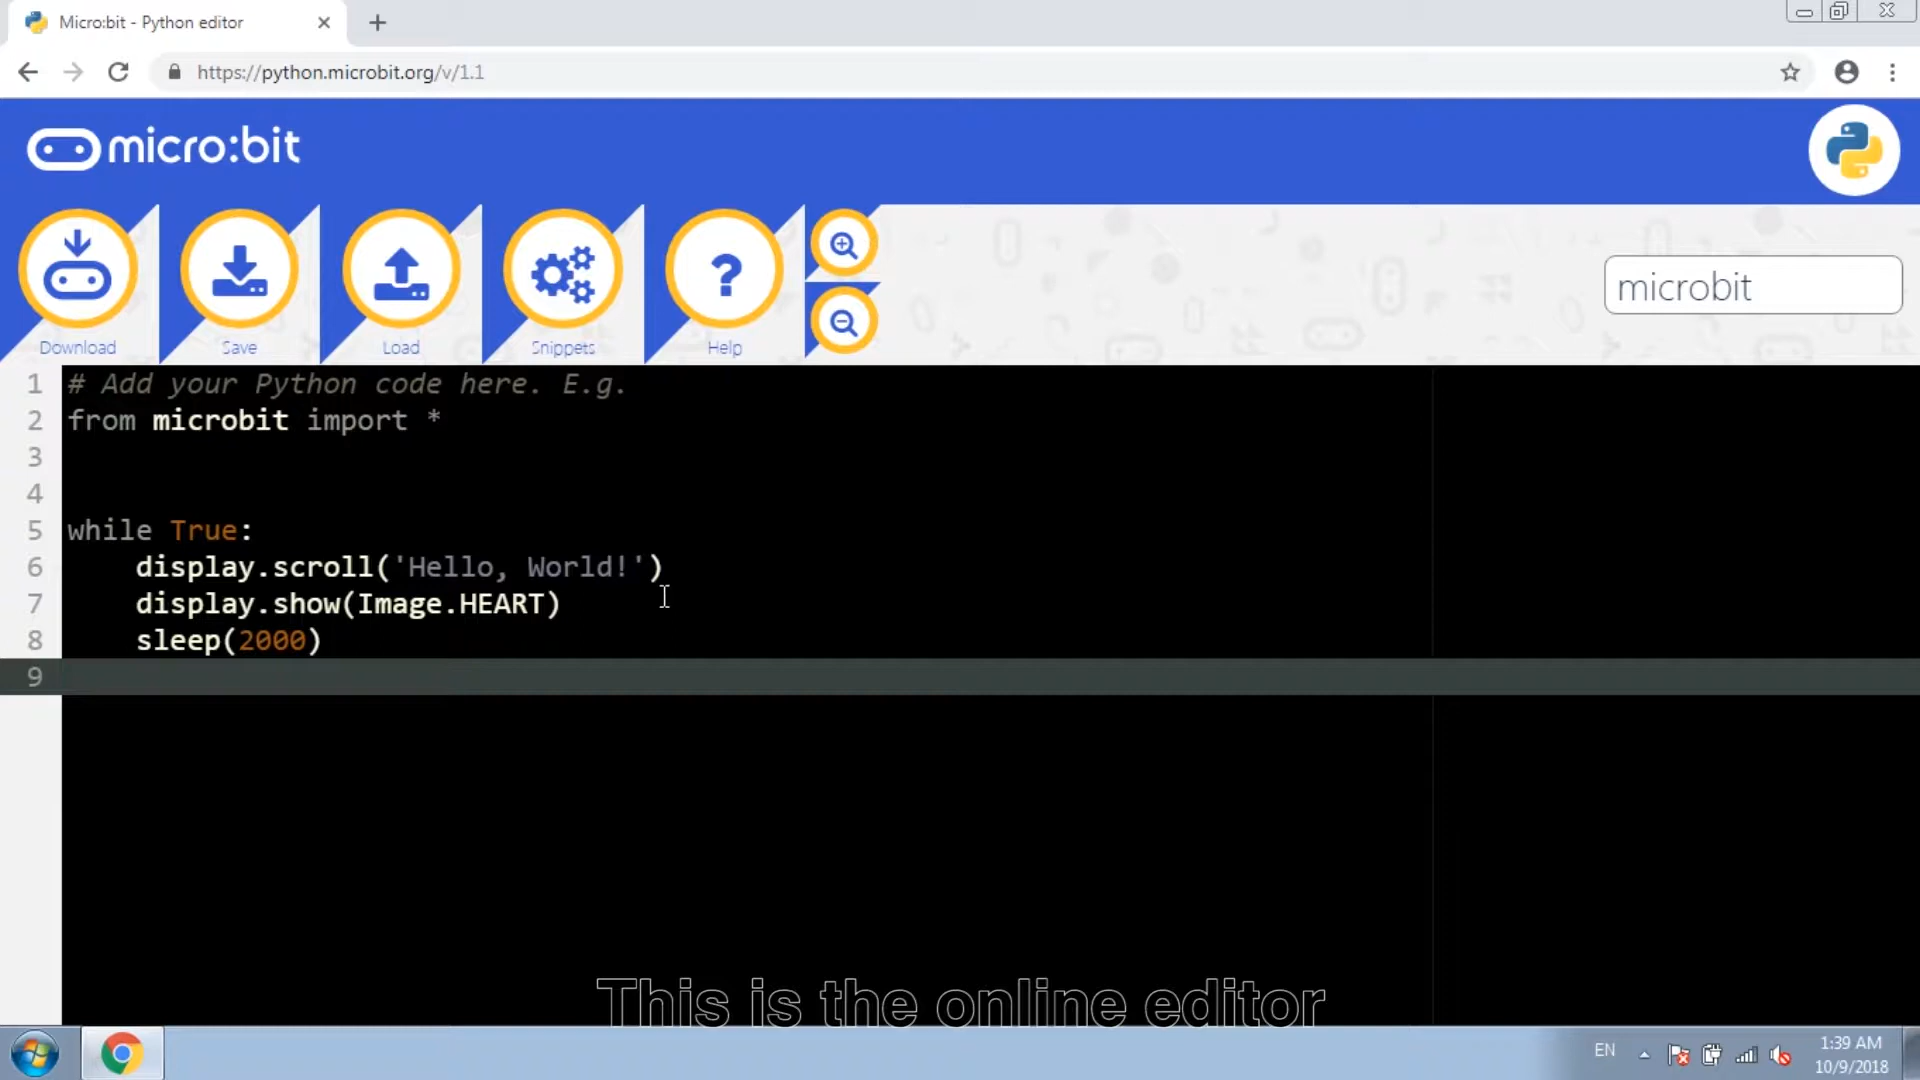 Micro:bit - Python editor
https://python.microbit.org/v/1.1
micro:bit
microbit
Download
Save
Load
Snippets
Help
1 # Add your Python code here. E.g.
2 from microbit import *
3
4
5 while True:
6 display.scroll('Hello, World!')
7 display.show(Image.HEART)
8 sleep(2000)
9
This is the online editor
EN
1:39 AM
10/9/2018